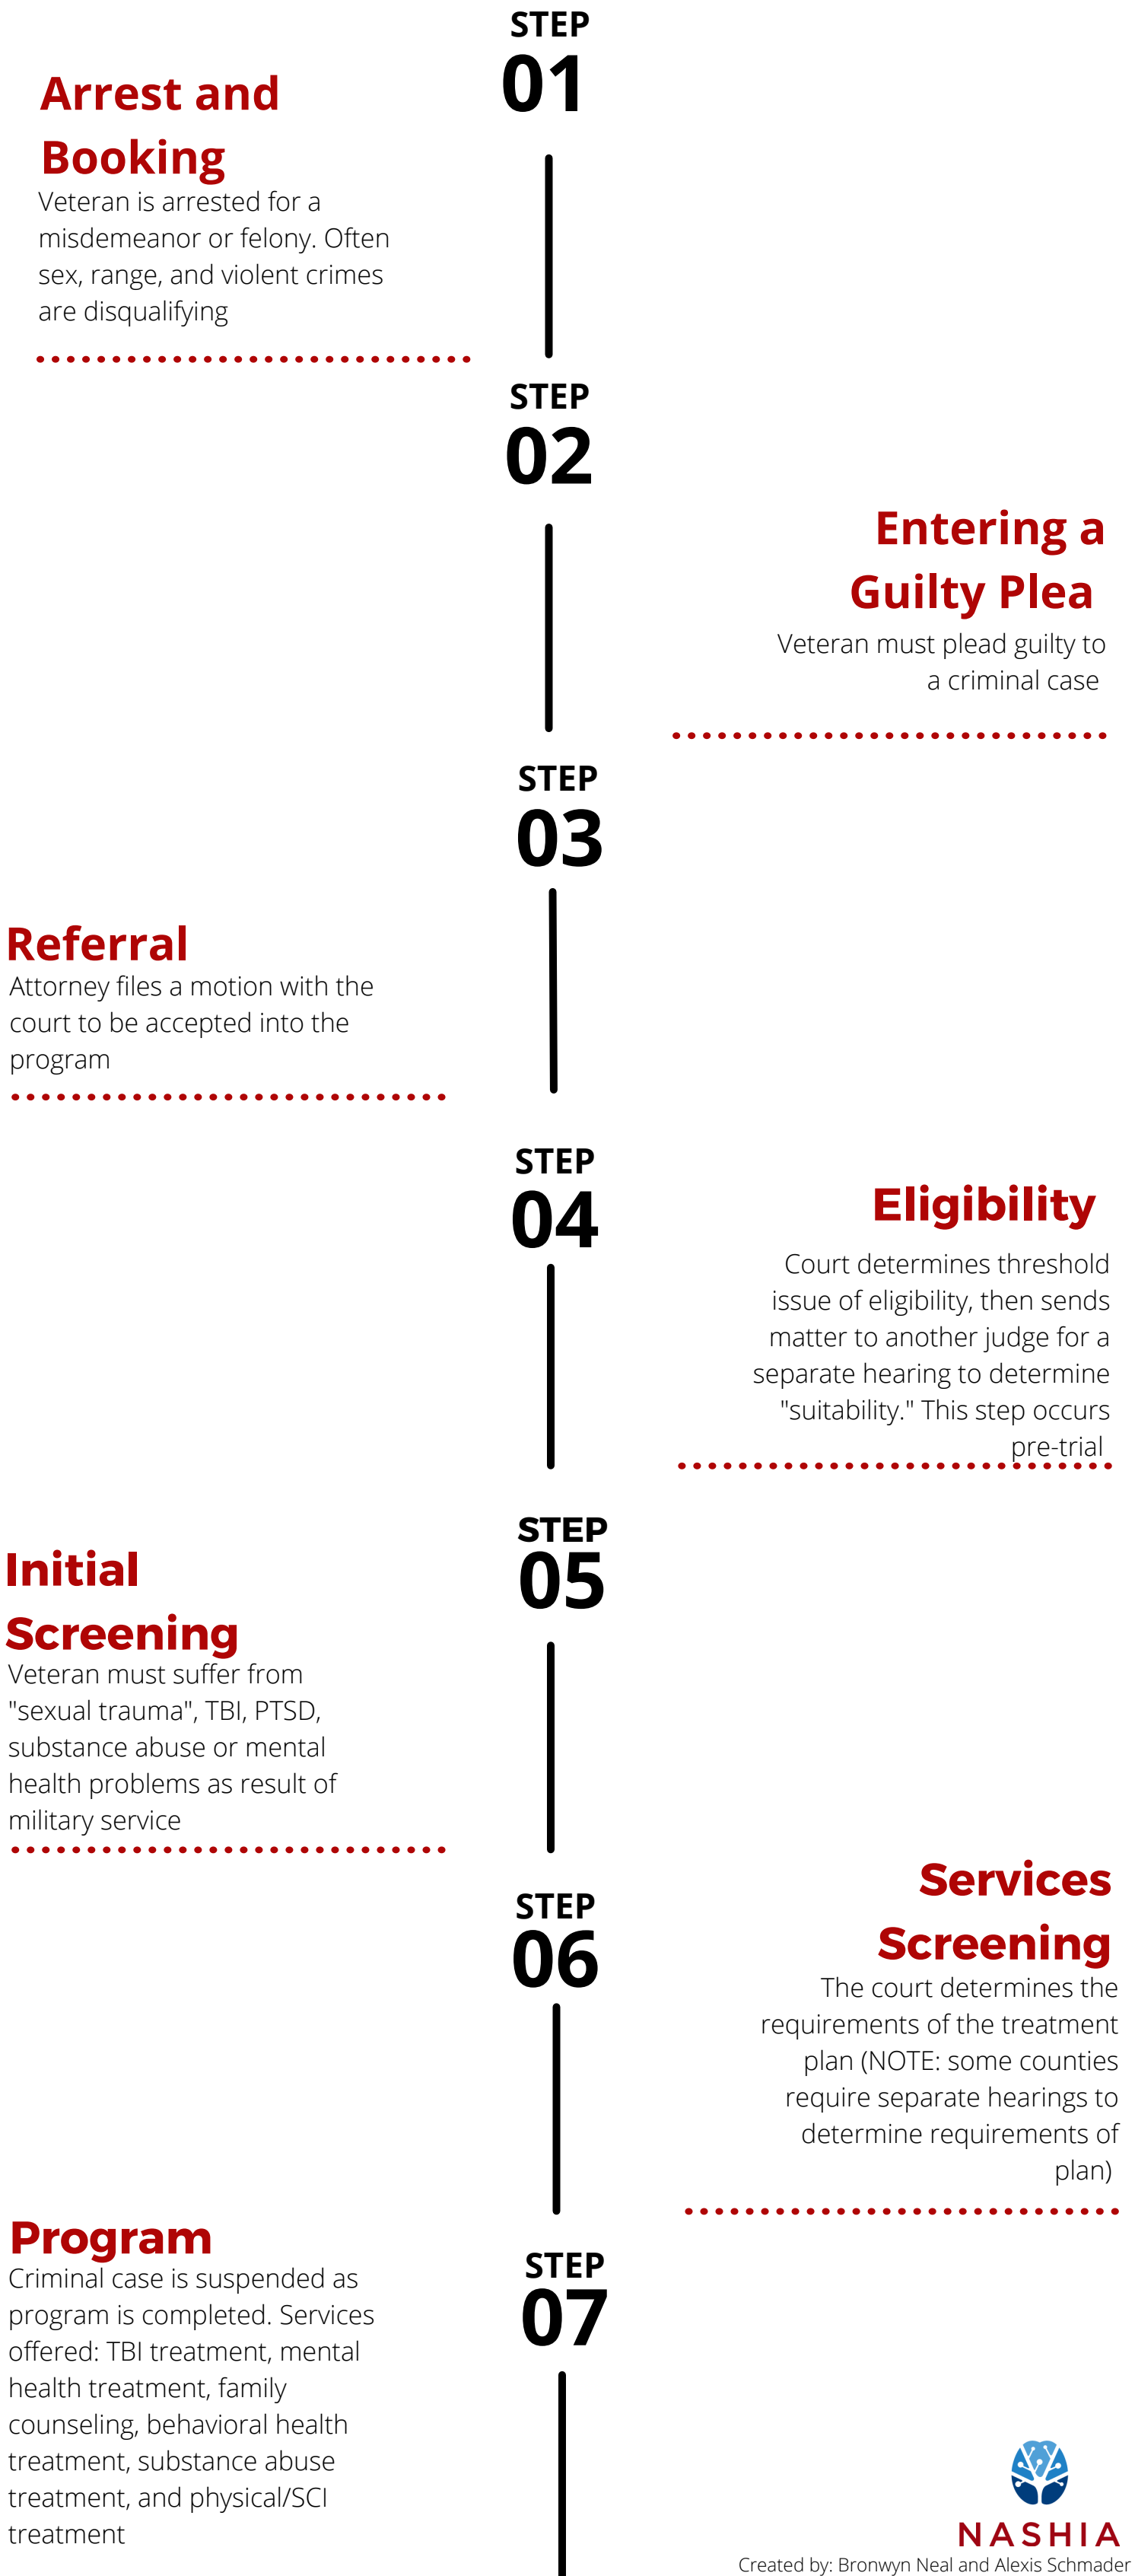 STEP
01
Arrest and
Booking
Veteran is arrested for a
misdemeanor or felony. Often
sex, range, and violent crimes
are disqualifying
STEP
02
Entering a
Guilty Plea
Veteran must plead guilty to
a criminal case
STEP
03
Referral
Attorney files a motion with the
court to be accepted into the
program
STEP
04
Eligibility
Court determines threshold
issue of eligibility, then sends
matter to another judge for a
separate hearing to determine
"suitability." This step occurs
pre-trial
STEP
05
Initial
Screening
Veteran must suffer from
"sexual trauma", TBI, PTSD,
substance abuse or mental
health problems as result of
military service
STEP
06
Services
Screening
The court determines the
requirements of the treatment
plan (NOTE: some counties
require separate hearings to
determine requirements of
plan)
STEP
07
Program
Criminal case is suspended as
program is completed. Services
offered: TBI treatment, mental
health treatment, family
counseling, behavioral health
treatment, substance abuse
treatment, and physical/SCI
treatment
NASHIA
Created by: Bronwyn Neal and Alexis Schmader